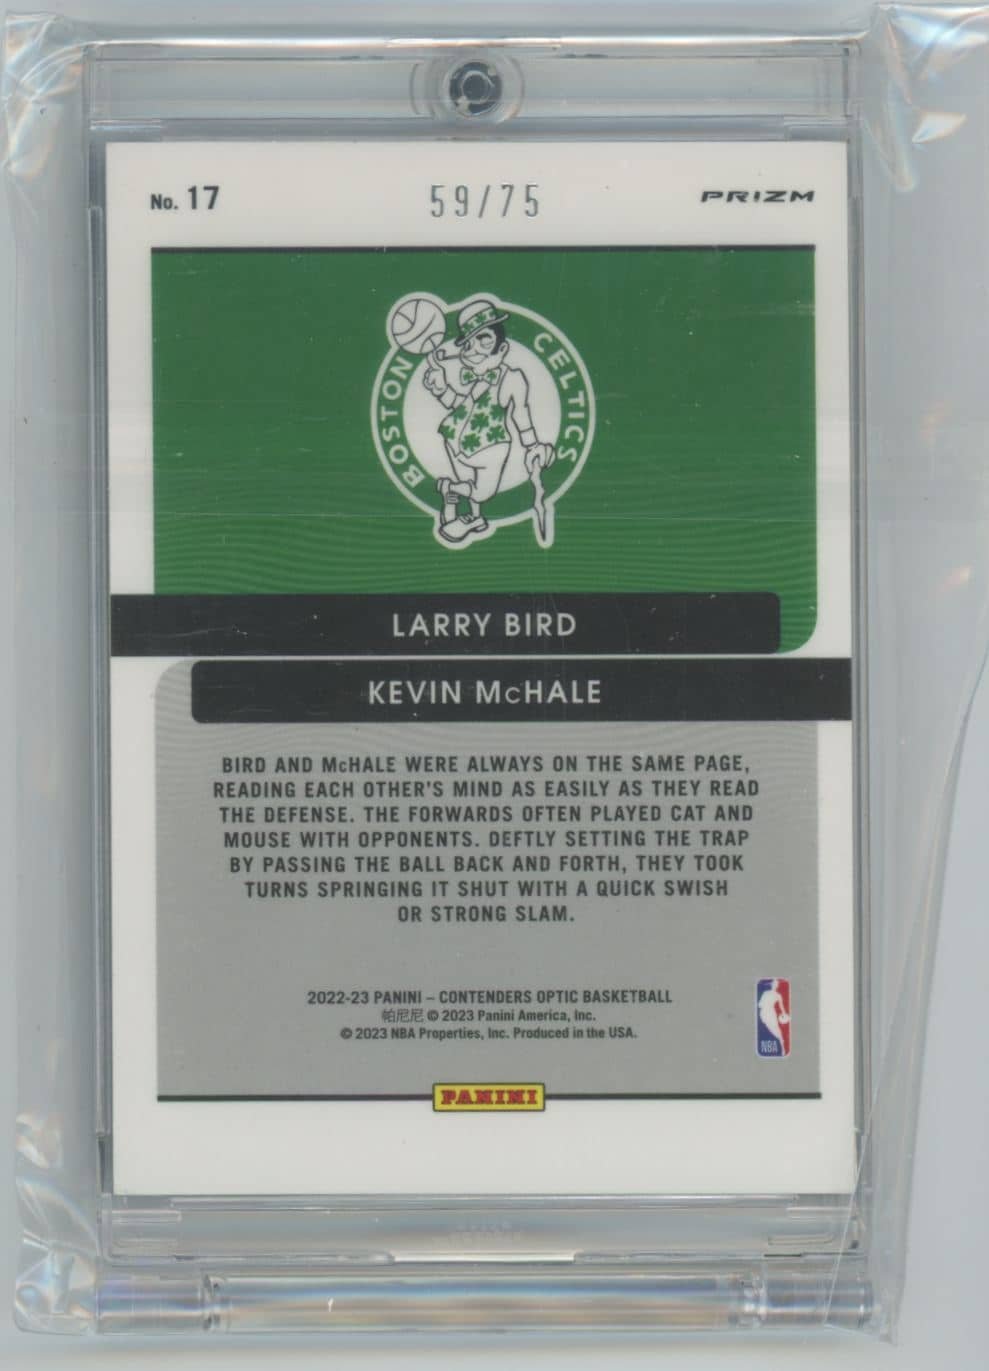 No. 17
59/75
PRIZM
BOSTON CELTICS
LARRY BIRD
KEVIN McHALE
BIRD AND McHALE WERE ALWAYS ON THE SAME PAGE,
READING EACH OTHER'S MIND AS EASILY AS THEY READ
THE DEFENSE. THE FORWARDS OFTEN PLAYED CAT AND
MOUSE WITH OPPONENTS. DEFTLY SETTING THE TRAP
BY PASSING THE BALL BACK AND FORTH, THEY TOOK
TURNS SPRINGING IT SHUT WITH A QUICK SWISH
OR STRONG SLAM.
2022-23 PANINI – CONTENDERS OPTIC BASKETBALL
帕尼尼 © 2023 Panini America, Inc.
© 2023 NBA Properties, Inc. Produced in the USA.
NBA
PANINI